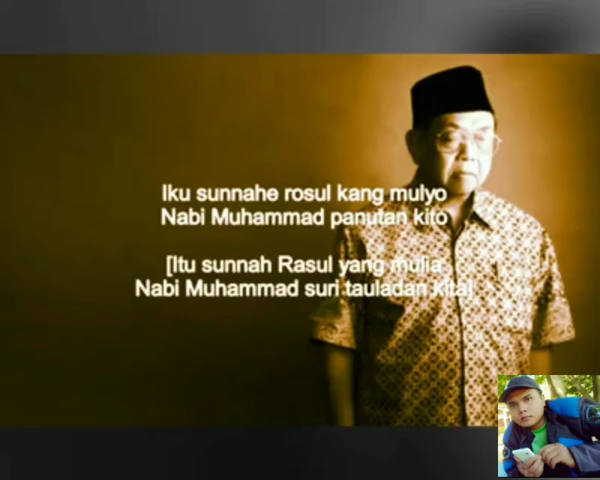 Iku sunnahe rosul kang mulyo
Nabi Muhammad panutan kito
[Itu sunnah Rasul yang mulia
Nabi Muhammad suri tauladan kita]